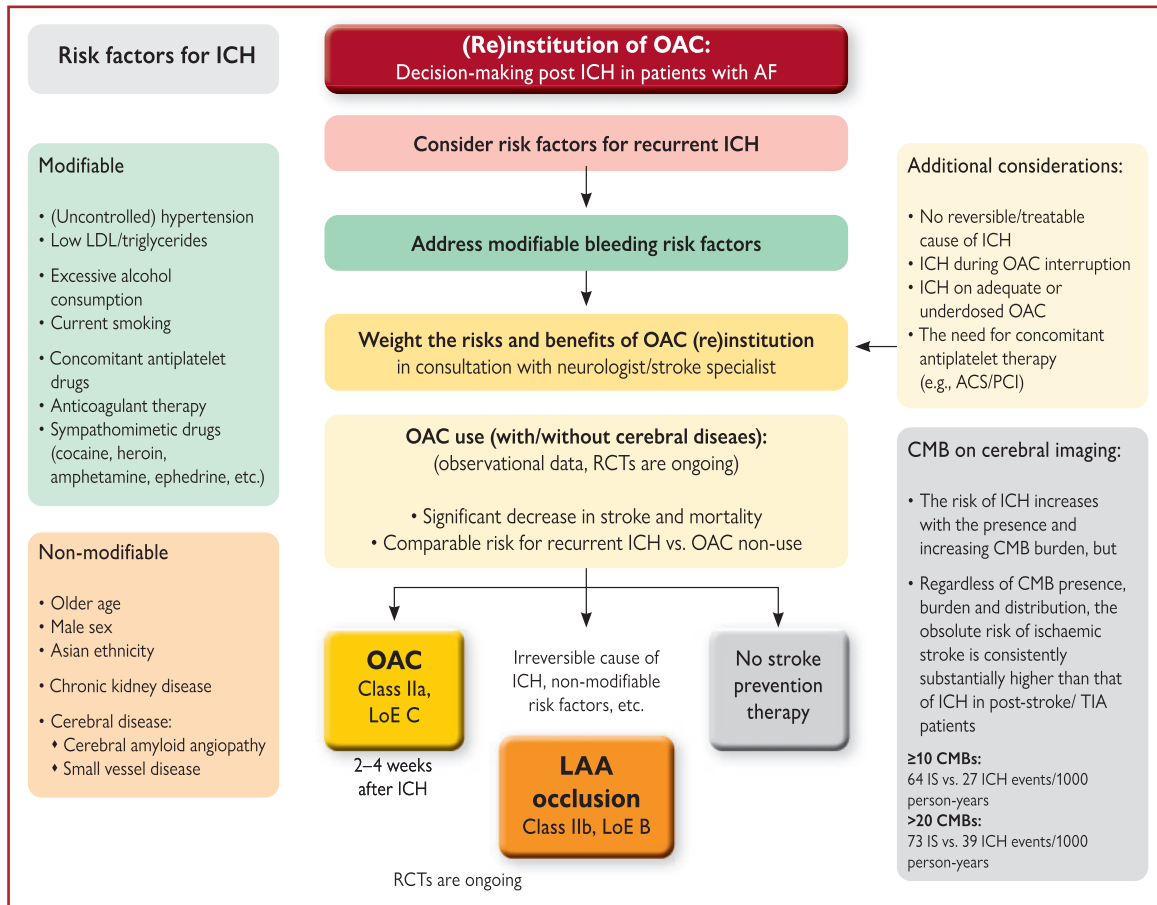 Risk factors for ICH
(Re)institution of OAC:
Decision-making post ICH in patients with AF
Modifiable
• (Uncontrolled) hypertension
• Low LDL/triglycerides
• Excessive alcohol
consumption
• Current smoking
• Concomitant antiplatelet
drugs
• Anticoagulant therapy
• Sympathomimetic drugs
(cocaine, heroin,
amphetamine, ephedrine, etc.)
Non-modifiable
• Older age
• Male sex
• Asian ethnicity
• Chronic kidney disease
• Cerebral disease:
♦ Cerebral amyloid angiopathy
♦ Small vessel disease
Consider risk factors for recurrent ICH
Address modifiable bleeding risk factors
Weight the risks and benefits of OAC (re)institution
in consultation with neurologist/stroke specialist
OAC use (with/without cerebral diseaes):
(observational data, RCTs are ongoing)
• Significant decrease in stroke and mortality
• Comparable risk for recurrent ICH vs. OAC non-use
OAC
Class IIa,
LoE C
2–4 weeks
after ICH
Irreversible cause of
ICH, non-modifiable
risk factors, etc.
LAA
occlusion
Class IIb, LoE B
No stroke
prevention
therapy
RCTs are ongoing
Additional considerations:
• No reversible/treatable
cause of ICH
• ICH during OAC interruption
• ICH on adequate or
underdosed OAC
• The need for concomitant
antiplatelet therapy
(e.g., ACS/PCI)
CMB on cerebral imaging:
• The risk of ICH increases
with the presence and
increasing CMB burden, but
• Regardless of CMB presence,
burden and distribution, the
absolute risk of ischaemic
stroke is consistently
substantially higher than that
of ICH in post-stroke/ TIA
patients
≥10 CMBs:
64 IS vs. 27 ICH events/1000
person-years
>20 CMBs:
73 IS vs. 39 ICH events/1000
person-years